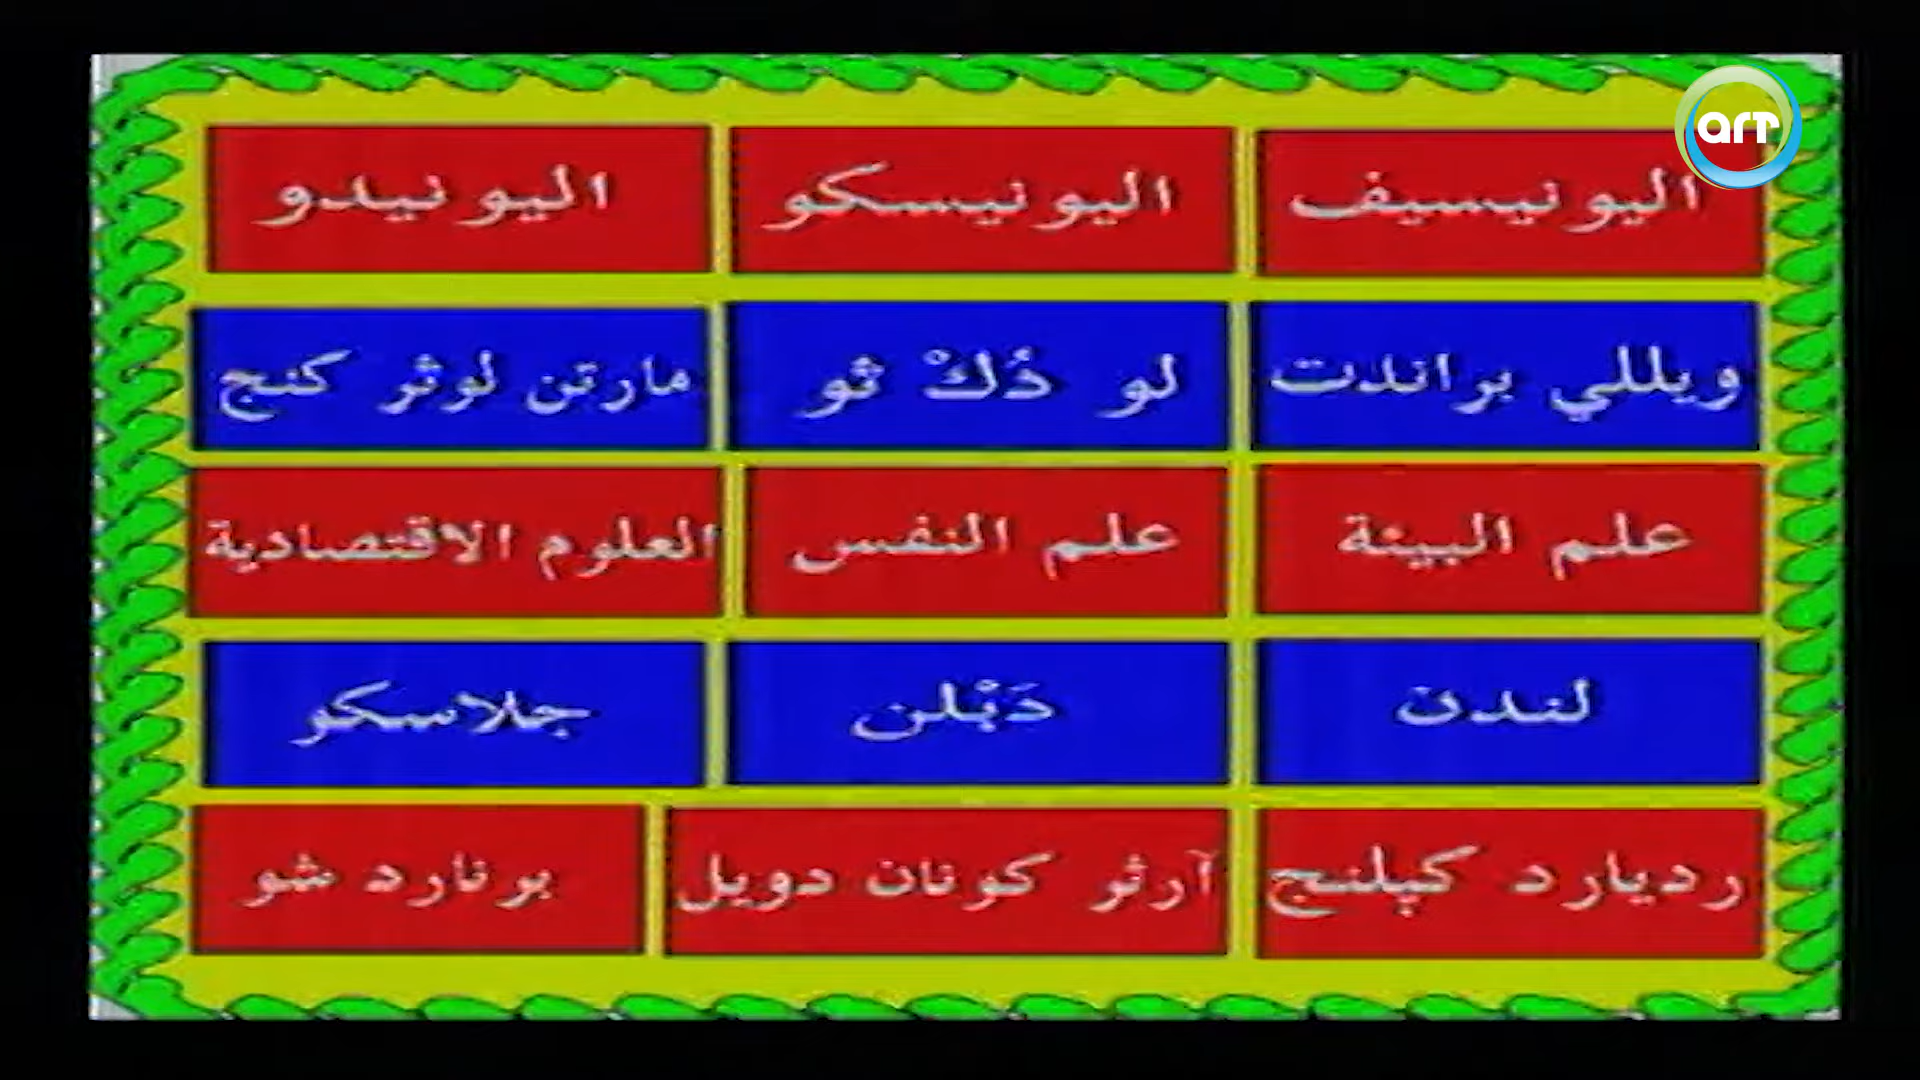 art
اليونيسيف اليونيسكو اليونيدو
ويللي براندت لو دُكْ ثو مارتن لوثر كنج
علم البيئة علم النفس العلوم الاقتصادية
لندن دَبْلن جلاسكو
رديارد كپلنج آرثر كونان دويل برنارد شو